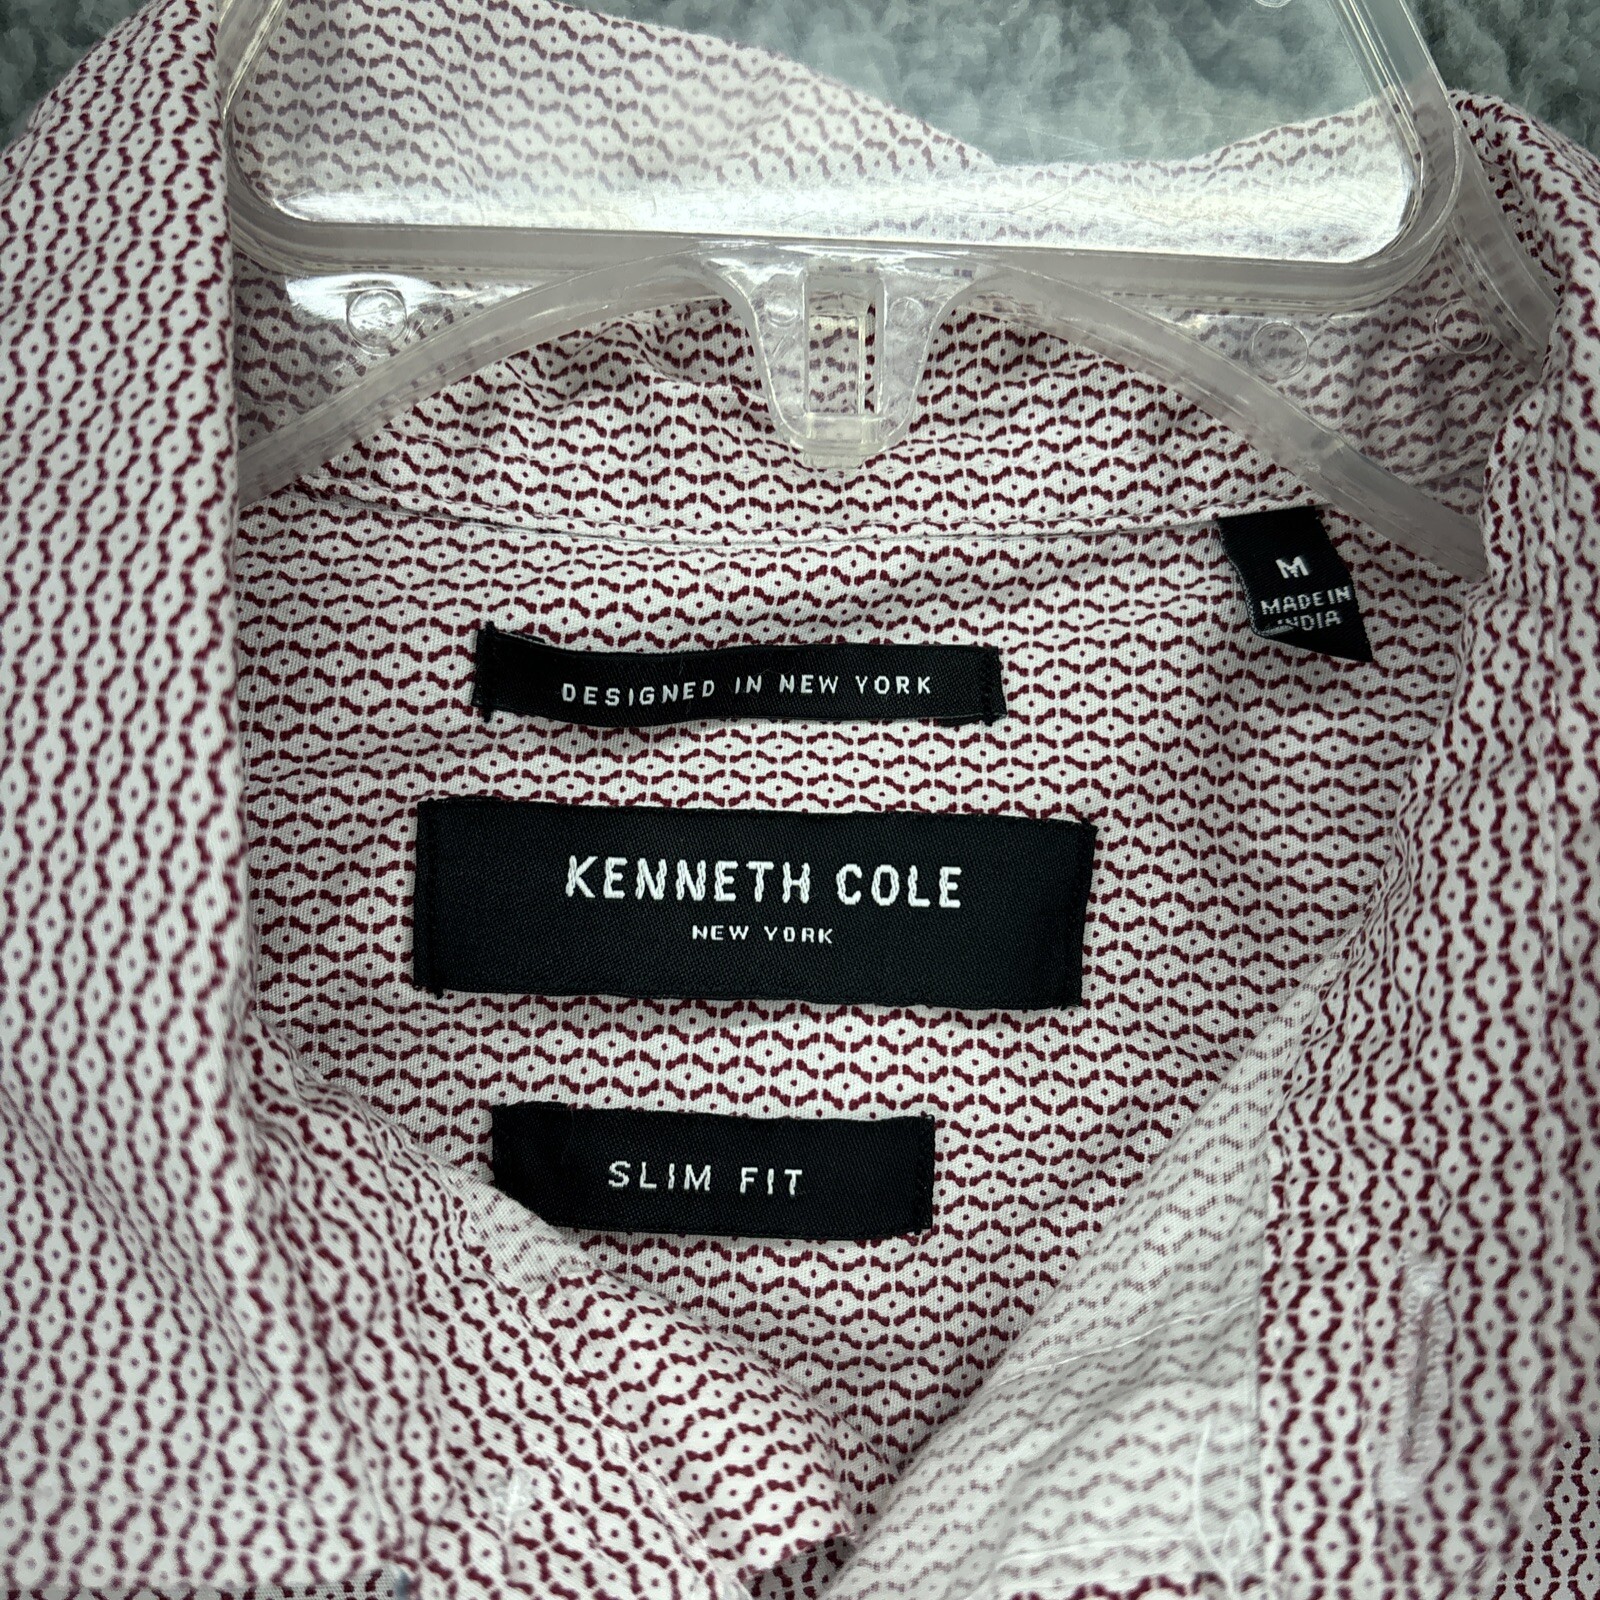 M
MADE IN
INDIA
DESIGNED IN NEW YORK
KENNETH COLE
NEW YORK
SLIM FIT